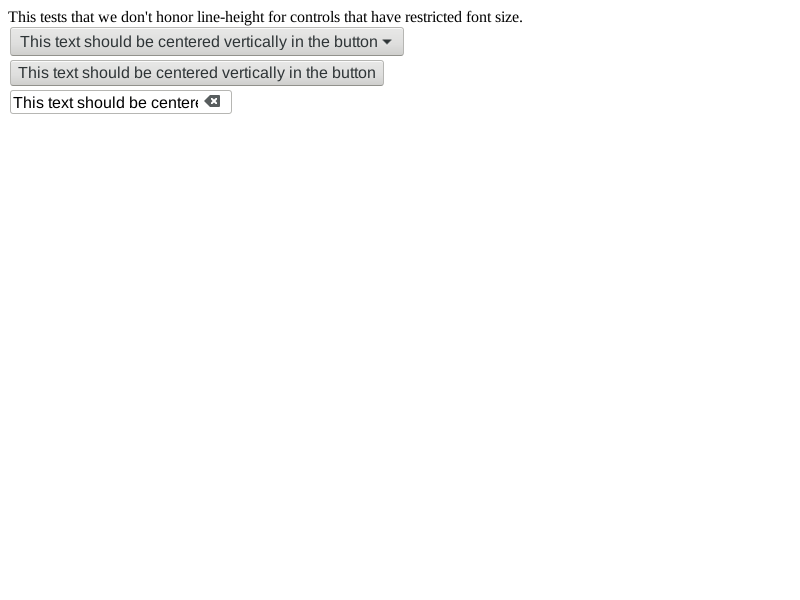 This tests that we don't honor line-height for controls that have restricted font size.
This text should be centered vertically in the button
This text should be centered vertically in the button
This text should be center